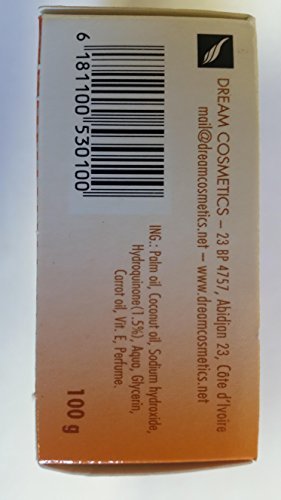 DREAM COSMETICS – 23 BP 4757, Abidjan 23, Côte d'Ivoire
mail@dreamcosmetics.net – www.dreamcosmetics.net
6 181100 530100
ING.: Palm oil, Coconut oil, Sodium hydroxide,
Hydroquinone(1.5%), Aqua, Glycerin,
Carrot oil, Vit. E, Perfume.
100 g